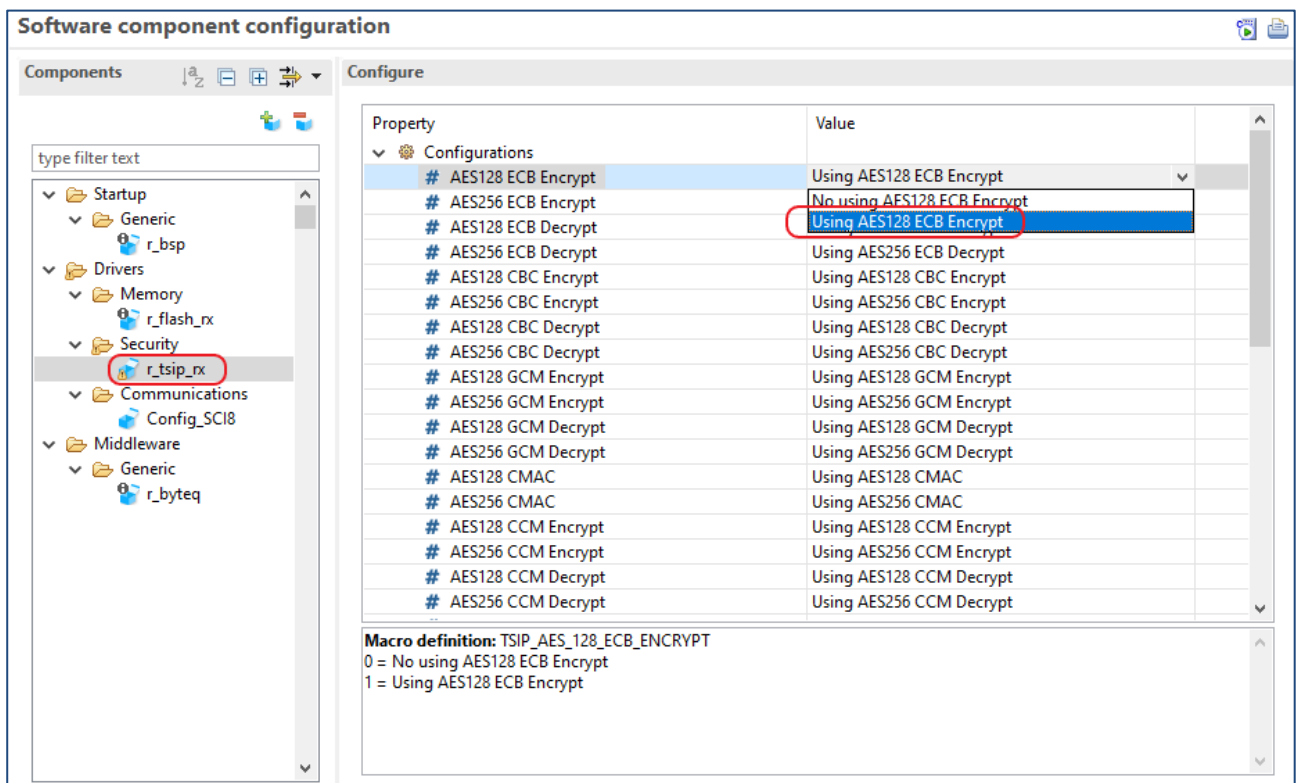 Software component configuration
Components
Configure
type filter text
Startup
Generic
r_bsp
Drivers
Memory
r_flash_rx
Security
r_tsip_rx
Communications
Config_SCI8
Middleware
Generic
r_byteq
Property Value
Configurations
# AES128 ECB Encrypt Using AES128 ECB Encrypt
No using AES128 ECB Encrypt
Using AES128 ECB Encrypt
# AES256 ECB Encrypt
# AES128 ECB Decrypt
# AES256 ECB Decrypt Using AES256 ECB Decrypt
# AES128 CBC Encrypt Using AES128 CBC Encrypt
# AES256 CBC Encrypt Using AES256 CBC Encrypt
# AES128 CBC Decrypt Using AES128 CBC Decrypt
# AES256 CBC Decrypt Using AES256 CBC Decrypt
# AES128 GCM Encrypt Using AES128 GCM Encrypt
# AES256 GCM Encrypt Using AES256 GCM Encrypt
# AES128 GCM Decrypt Using AES128 GCM Decrypt
# AES256 GCM Decrypt Using AES256 GCM Decrypt
# AES128 CMAC Using AES128 CMAC
# AES256 CMAC Using AES256 CMAC
# AES128 CCM Encrypt Using AES128 CCM Encrypt
# AES256 CCM Encrypt Using AES256 CCM Encrypt
# AES128 CCM Decrypt Using AES128 CCM Decrypt
# AES256 CCM Decrypt Using AES256 CCM Decrypt
Macro definition: TSIP_AES_128_ECB_ENCRYPT
0 = No using AES128 ECB Encrypt
1 = Using AES128 ECB Encrypt